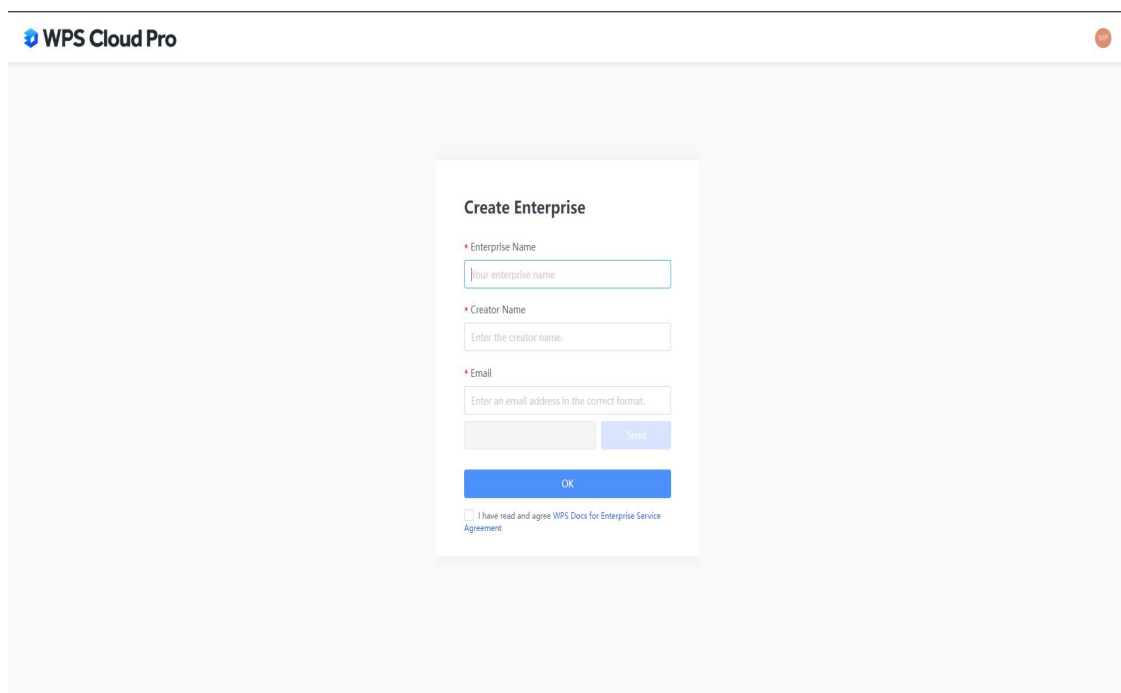 WPS Cloud Pro
WP
Create Enterprise
* Enterprise Name
Your enterprise name
* Creator Name
Enter the creator name.
* Email
Enter an email address in the correct format.
Send
OK
I have read and agree WPS Docs for Enterprise Service
Agreement